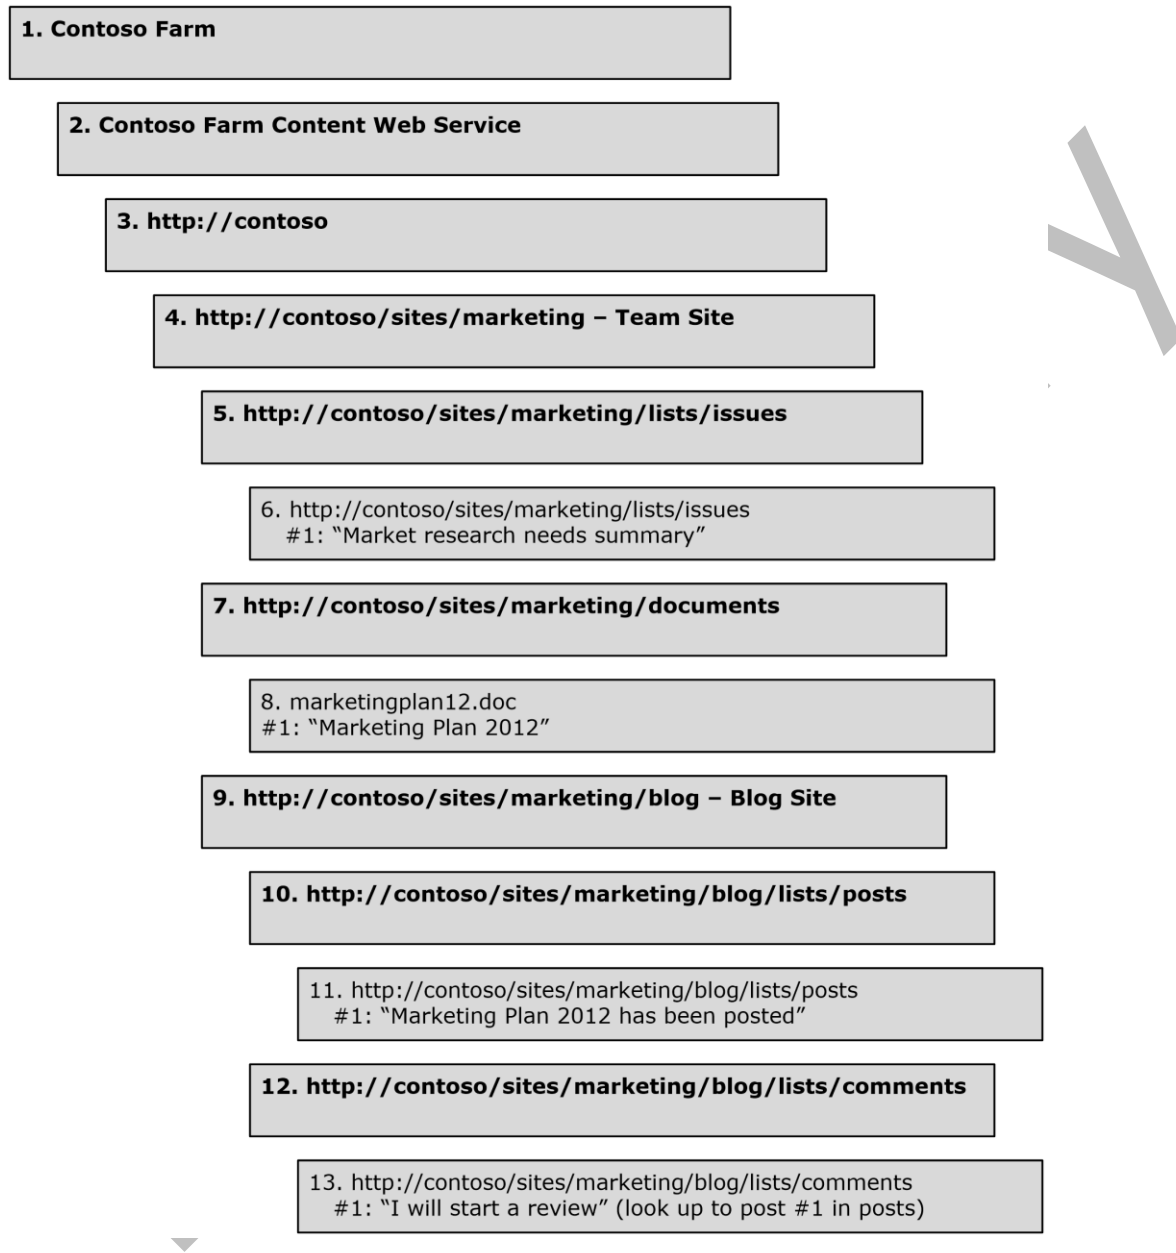 1. Contoso Farm
2. Contoso Farm Content Web Service
3. http://contoso
4. http://contoso/sites/marketing – Team Site
5. http://contoso/sites/marketing/lists/issues
6. http://contoso/sites/marketing/lists/issues
#1: “Market research needs summary”
7. http://contoso/sites/marketing/documents
8. marketingplan12.doc
#1: “Marketing Plan 2012”
9. http://contoso/sites/marketing/blog – Blog Site
10. http://contoso/sites/marketing/blog/lists/posts
11. http://contoso/sites/marketing/blog/lists/posts
#1: “Marketing Plan 2012 has been posted”
12. http://contoso/sites/marketing/blog/lists/comments
13. http://contoso/sites/marketing/blog/lists/comments
#1: “I will start a review” (look up to post #1 in posts)